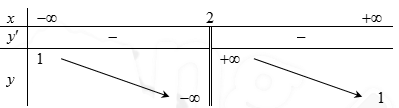 x −∞ 2 +∞
y′ − −
1 +∞
y
−∞ 1